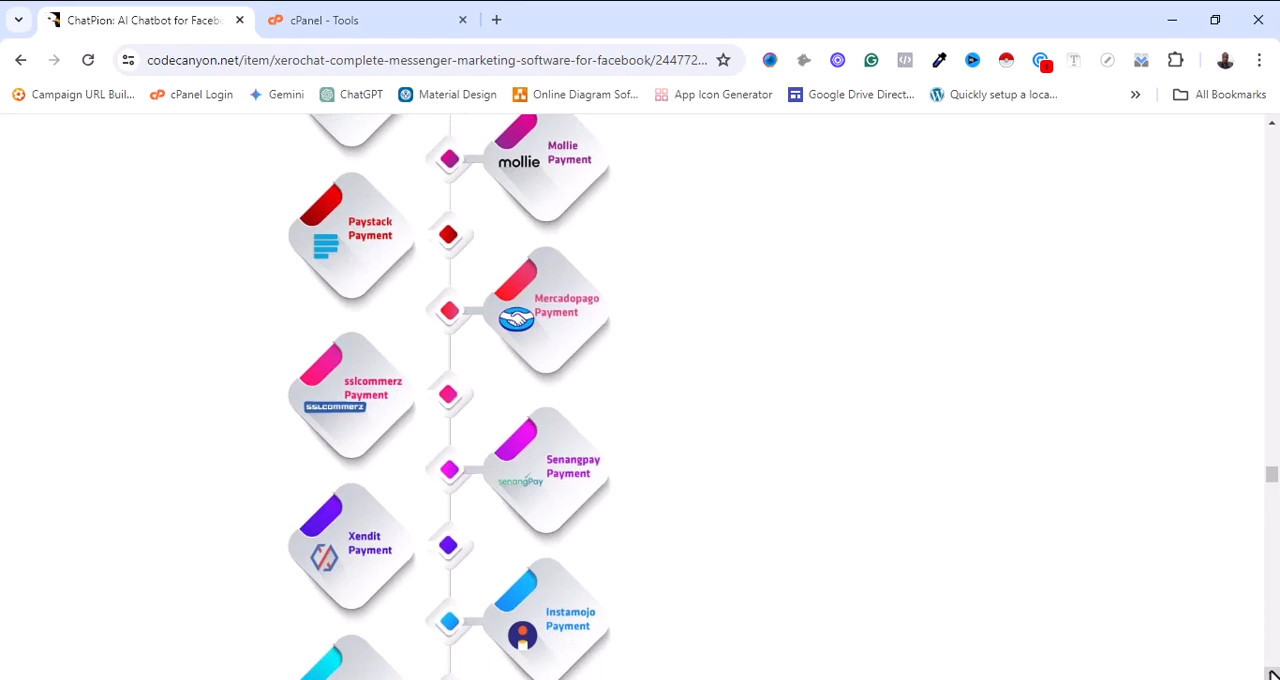 ChatPion: AI Chatbot for Facebo
cPanel - Tools
codecanyon.net/item/xerochat-complete-messenger-marketing-software-for-facebook/244772...
1
Campaign URL Buil...
cPanel Login
Gemini
ChatGPT
Material Design
Online Diagram Sof...
App Icon Generator
Google Drive Direct...
Quickly setup a loca...
All Bookmarks
Mollie
Payment
mollie
Paystack
Payment
Mercadopago
Payment
sslcommerz
Payment
SSLCOMMERZ
Senangpay
Payment
senangPay
Xendit
Payment
Instamojo
Payment